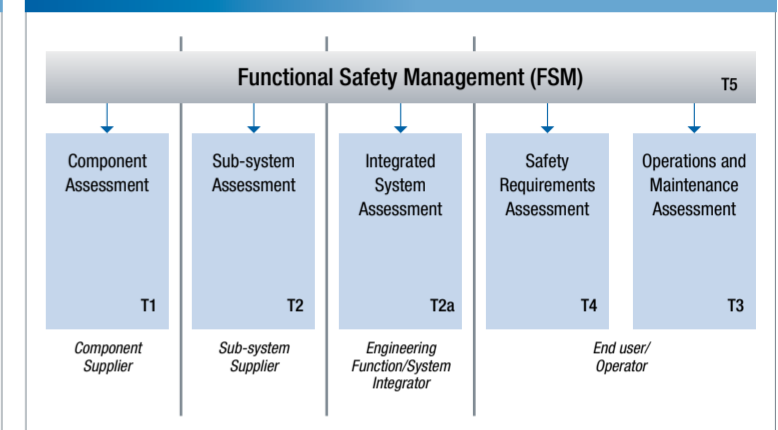 Functional Safety Management (FSM)
T5
Component
Assessment
T1
Sub-system
Assessment
T2
Integrated
System
Assessment
T2a
Safety
Requirements
Assessment
T4
Operations and
Maintenance
Assessment
T3
Component
Supplier
Sub-system
Supplier
Engineering
Function/System
Integrator
End user/
Operator